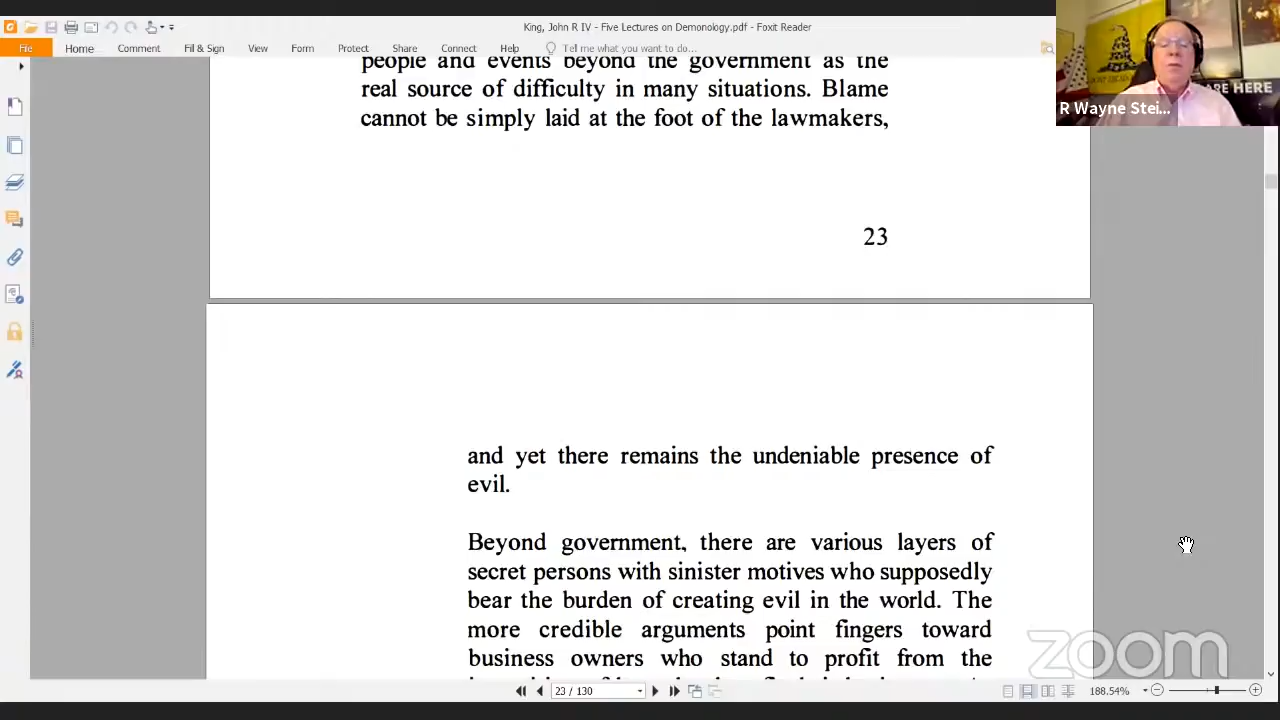 King, John R IV - Five Lectures on Demonology.pdf - Foxit Reader
File Home Comment Fill & Sign View Form Protect Share Connect Help Tell me what you want to do...
people and events beyond the government as the
real source of difficulty in many situations. Blame
cannot be simply laid at the foot of the lawmakers,
23
and yet there remains the undeniable presence of
evil.
Beyond government, there are various layers of
secret persons with sinister motives who supposedly
bear the burden of creating evil in the world. The
more credible arguments point fingers toward
business owners who stand to profit from the
ARE HERE
R Wayne Stei...
zoom
23 / 130
188.54%